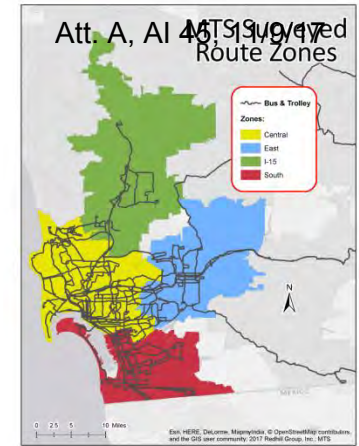 Att. A, AI 45, 11/9/17
MTS Surveyed
Route Zones
Bus & Trolley
Zones:
Central
East
I-15
South
N
MEXICO
0 2.5 5 10 Miles
Esri, HERE, DeLorme, MapmyIndia, © OpenStreetMap contributors,
and the GIS user community; 2017 Redhill Group, Inc.; MTS